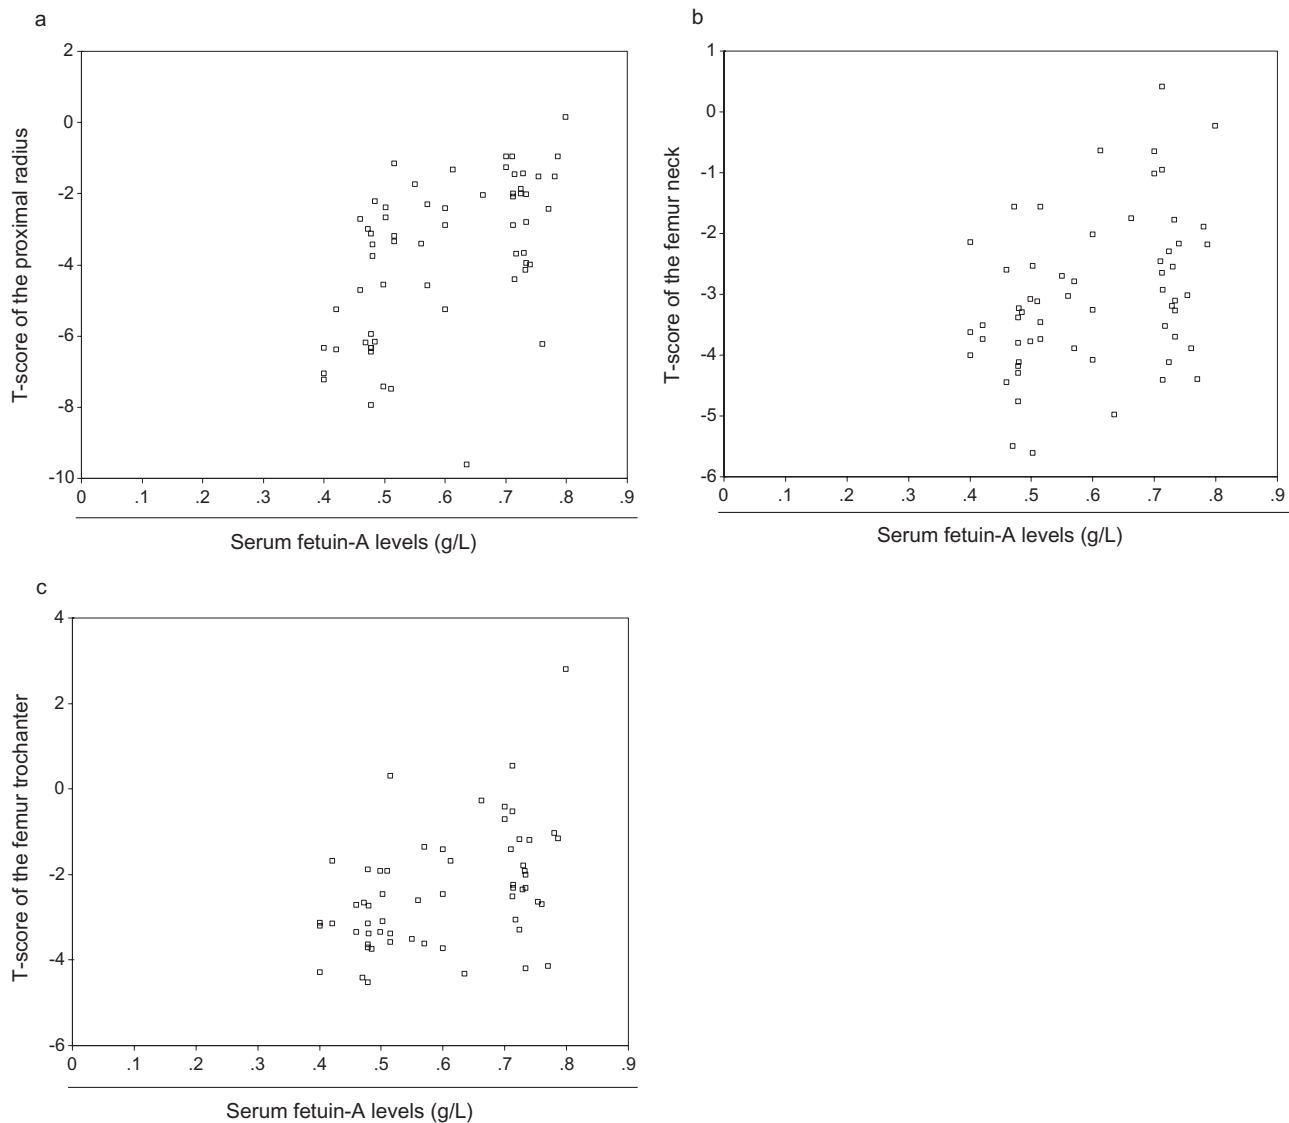 a
T-score of the proximal radius
2
0
-2
-4
-6
-8
-10
0 .1 .2 .3 .4 .5 .6 .7 .8 .9
Serum fetuin-A levels (g/L)
b
T-score of the femur neck
1
0
-1
-2
-3
-4
-5
-6
0 .1 .2 .3 .4 .5 .6 .7 .8 .9
Serum fetuin-A levels (g/L)
c
T-score of the femur trochanter
4
2
0
-2
-4
-6
0 .1 .2 .3 .4 .5 .6 .7 .8 .9
Serum fetuin-A levels (g/L)